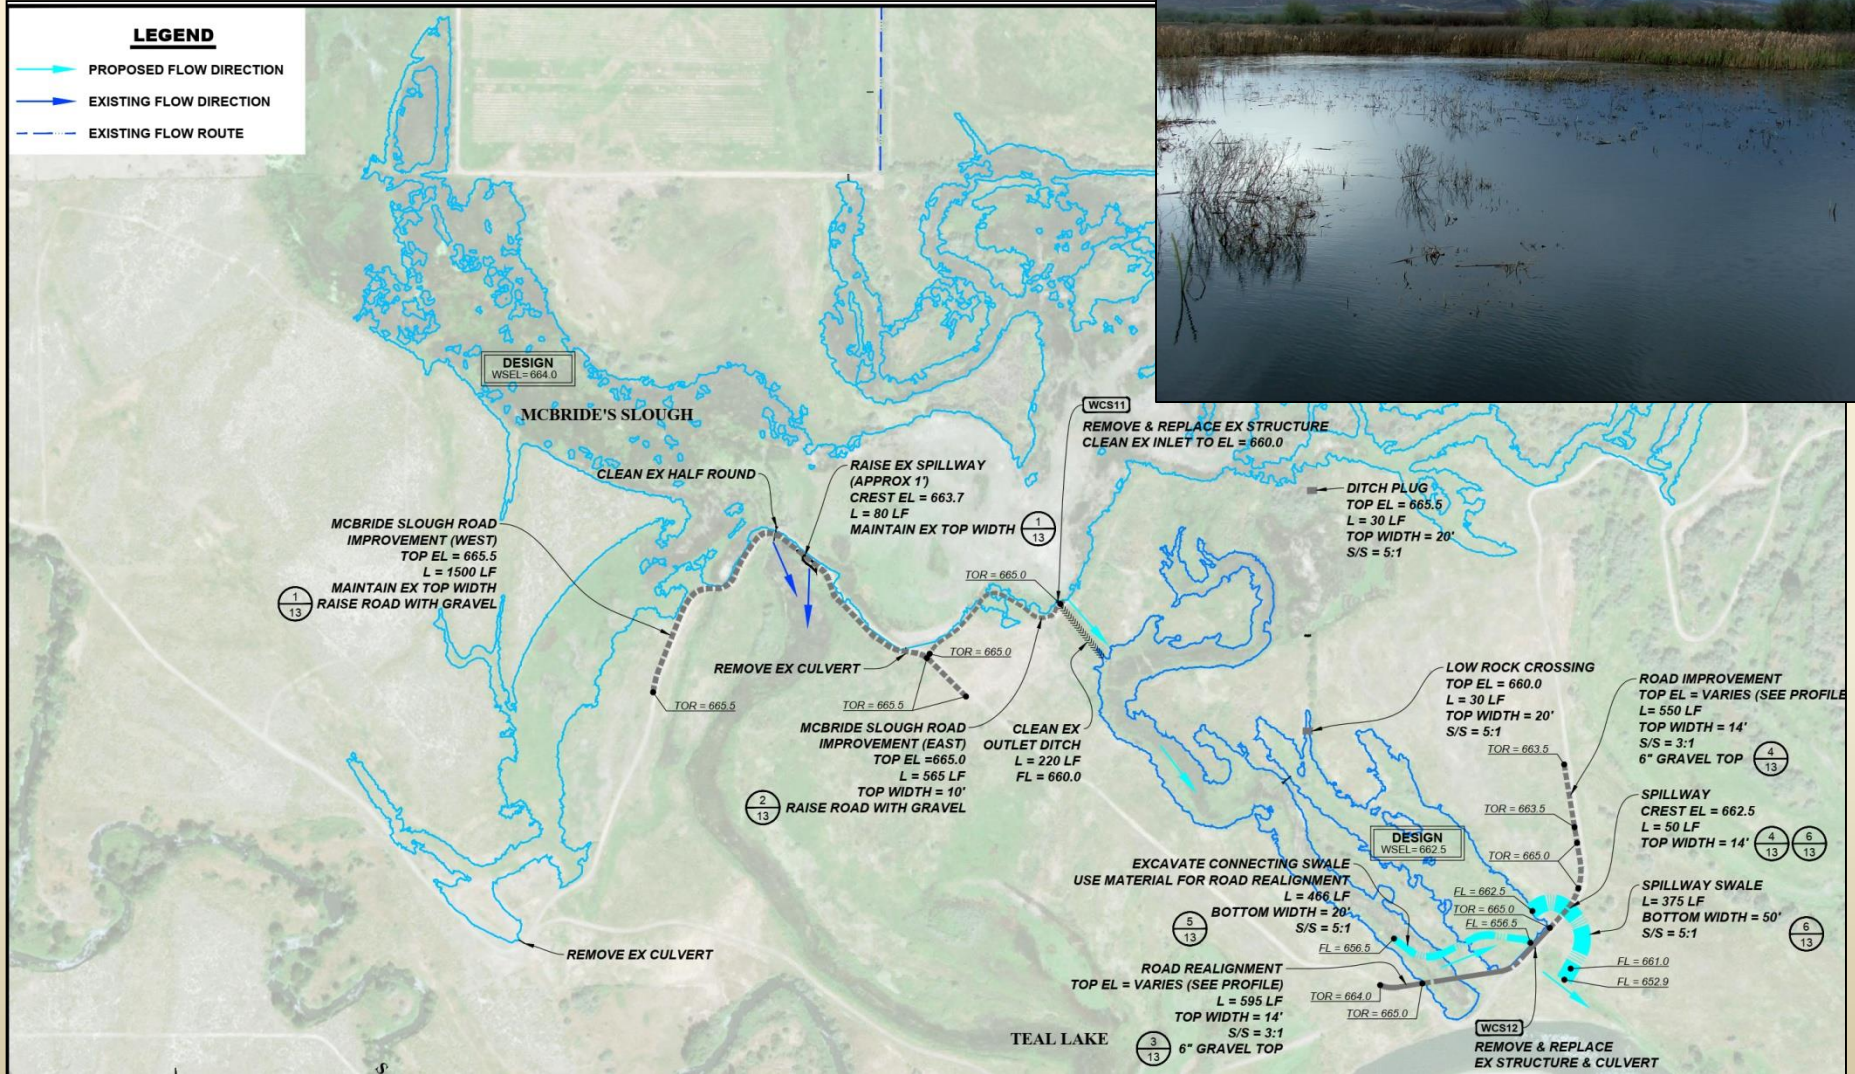 LEGEND
PROPOSED FLOW DIRECTION
EXISTING FLOW DIRECTION
EXISTING FLOW ROUTE
DESIGN
WSEL=664.0
MCBRIDE'S SLOUGH
WCS11
REMOVE & REPLACE EX STRUCTURE
CLEAN EX INLET TO EL = 660.0
CLEAN EX HALF ROUND
RAISE EX SPILLWAY
(APPROX 1')
CREST EL = 663.7
L = 80 LF
MAINTAIN EX TOP WIDTH
1
13
DITCH PLUG
TOP EL = 665.5
L = 30 LF
TOP WIDTH = 20'
S/S = 5:1
MCBRIDE SLOUGH ROAD
IMPROVEMENT (WEST)
TOP EL = 665.5
L = 1500 LF
MAINTAIN EX TOP WIDTH
RAISE ROAD WITH GRAVEL
1
13
TOR = 665.0
REMOVE EX CULVERT
TOR = 665.0
TOR = 665.5
TOR = 665.5
MCBRIDE SLOUGH ROAD
IMPROVEMENT (EAST)
TOP EL =665.0
L = 565 LF
TOP WIDTH = 10'
RAISE ROAD WITH GRAVEL
2
13
CLEAN EX
OUTLET DITCH
L = 220 LF
FL = 660.0
LOW ROCK CROSSING
TOP EL = 660.0
L = 30 LF
TOP WIDTH = 20'
S/S = 5:1
ROAD IMPROVEMENT
TOP EL = VARIES (SEE PROFILE
L= 550 LF
TOP WIDTH = 14'
S/S = 3:1
6" GRAVEL TOP
4
13
TOR = 663.5
TOR = 663.5
TOR = 665.0
SPILLWAY
CREST EL = 662.5
L = 50 LF
TOP WIDTH = 14'
4
13
6
13
DESIGN
WSEL=662.5
EXCAVATE CONNECTING SWALE
USE MATERIAL FOR ROAD REALIGNMENT
L = 466 LF
BOTTOM WIDTH = 20'
S/S = 5:1
5
13
FL = 662.5
TOR = 665.0
FL = 656.5
FL = 656.5
SPILLWAY SWALE
L= 375 LF
BOTTOM WIDTH = 50'
S/S = 5:1
6
13
FL = 661.0
FL = 652.9
REMOVE EX CULVERT
ROAD REALIGNMENT
TOP EL = VARIES (SEE PROFILE)
L = 595 LF
TOP WIDTH = 14'
S/S = 3:1
6" GRAVEL TOP
3
13
TOR = 664.0
TOR = 665.0
TEAL LAKE
WCS12
REMOVE & REPLACE
EX STRUCTURE & CULVERT
S